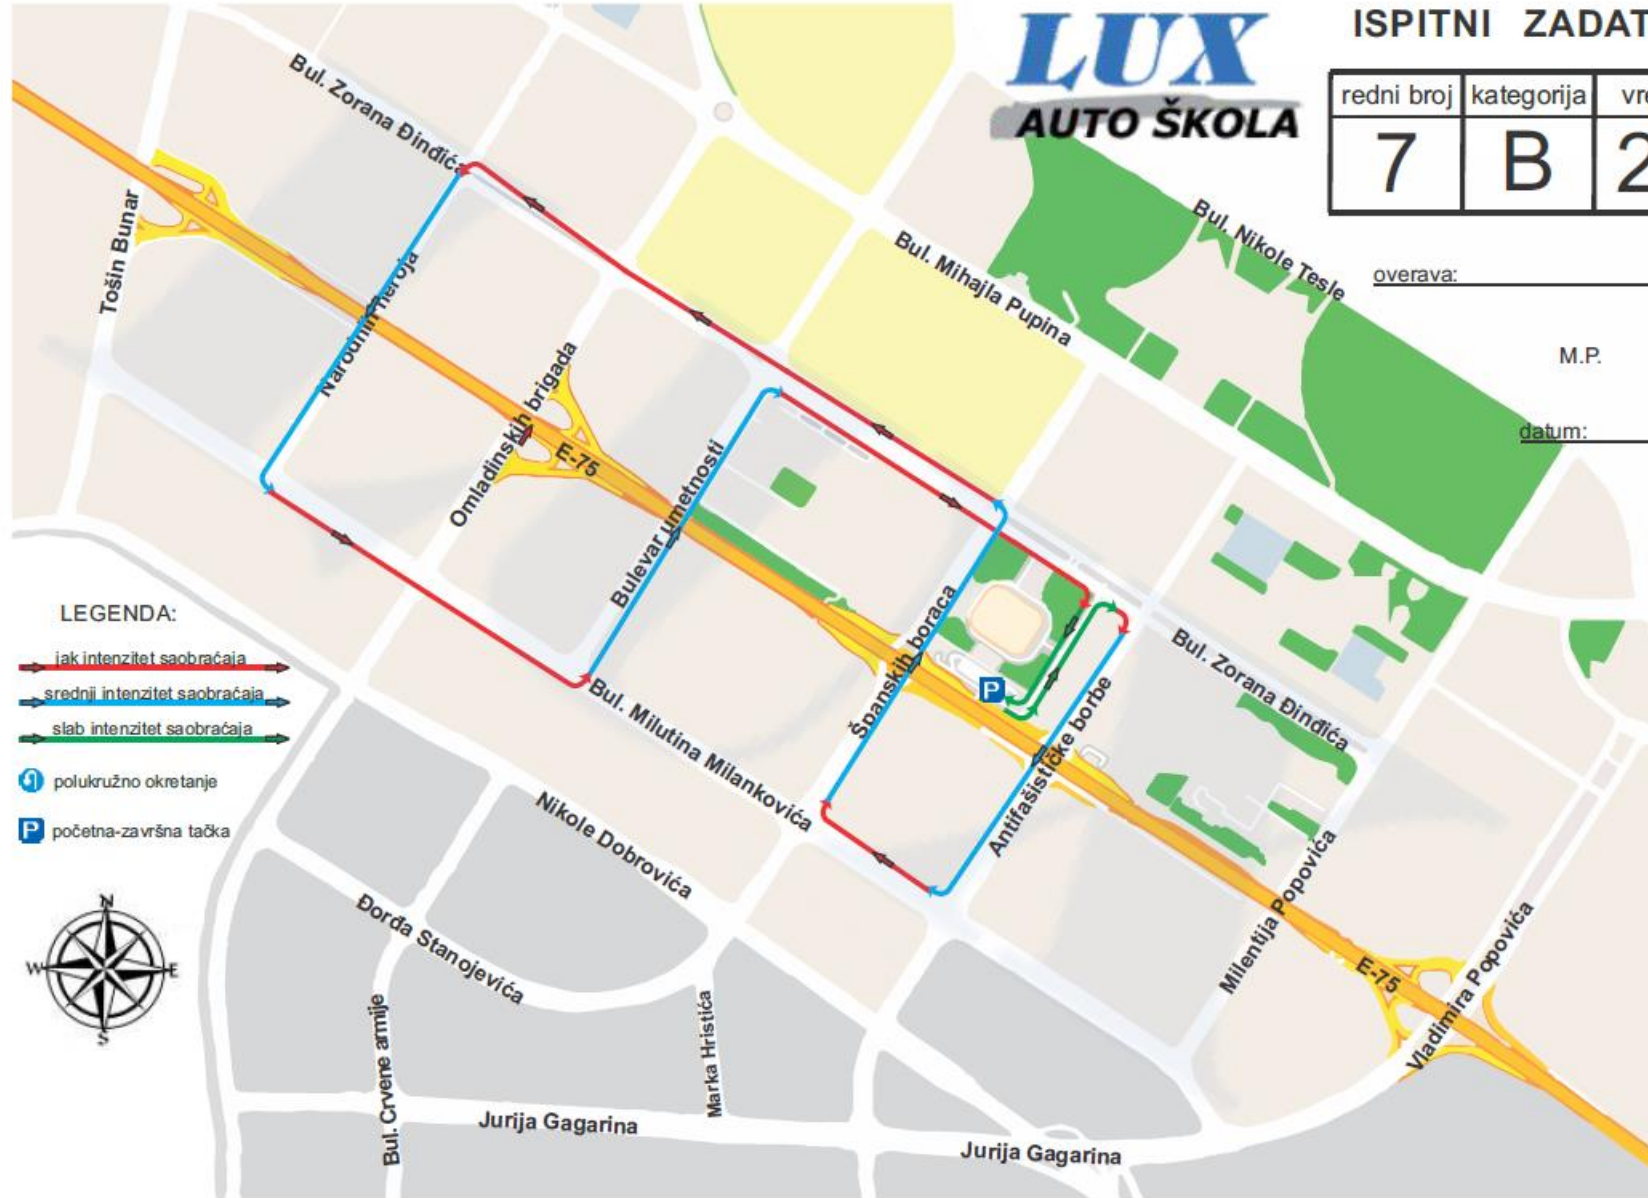 LUX
AUTO ŠKOLA
ISPITNI ZADAT
redni broj
kategorija
vre
7
B
2
overava:
M.P.
datum:
Bul. Zorana Đinđića
Tošin Bunar
Narodnih heroja
Omladinskih brigada
E-75
Bulevar umetnosti
Bul. Mihajla Pupina
Bul. Nikole Tesle
Španskih boraca
P
Antifašističke borbe
Bul. Zorana Đinđića
Bul. Milutina Milankovića
Nikole Dobrovića
Đorđa Stanojevića
Bul. Crvene armije
Marka Hristića
Jurija Gagarina
Jurija Gagarina
Milentija Popovića
E-75
Vladimira Popovića
LEGENDA:
jak intenzitet saobraćaja
srednji intenzitet saobraćaja
slab intenzitet saobraćaja
polukružno okretanje
P početna-završna tačka
N
W
E
S